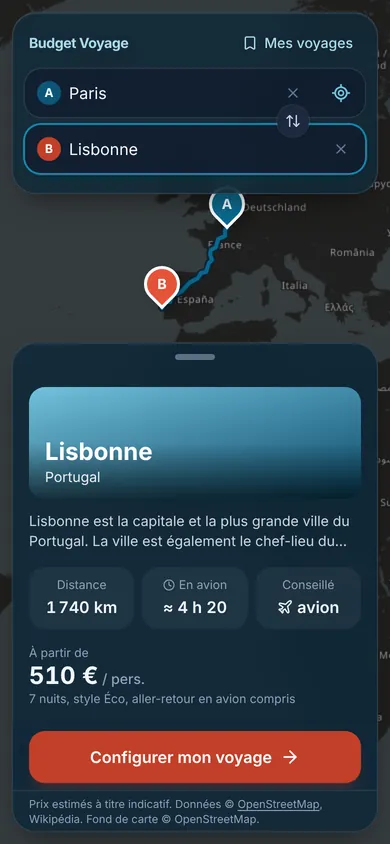 Budget Voyage
Mes voyages
A Paris
B Lisbonne
A
Deutschland
France
România
Italia
B
España
Ελλάς
Lisbonne
Portugal
Lisbonne est la capitale et la plus grande ville du
Portugal. La ville est également le chef-lieu du...
Distance
1 740 km
En avion
≈ 4 h 20
Conseillé
avion
À partir de
510 € / pers.
7 nuits, style Éco, aller-retour en avion compris
Configurer mon voyage →
Prix estimés à titre indicatif. Données © OpenStreetMap,
Wikipédia. Fond de carte © OpenStreetMap.